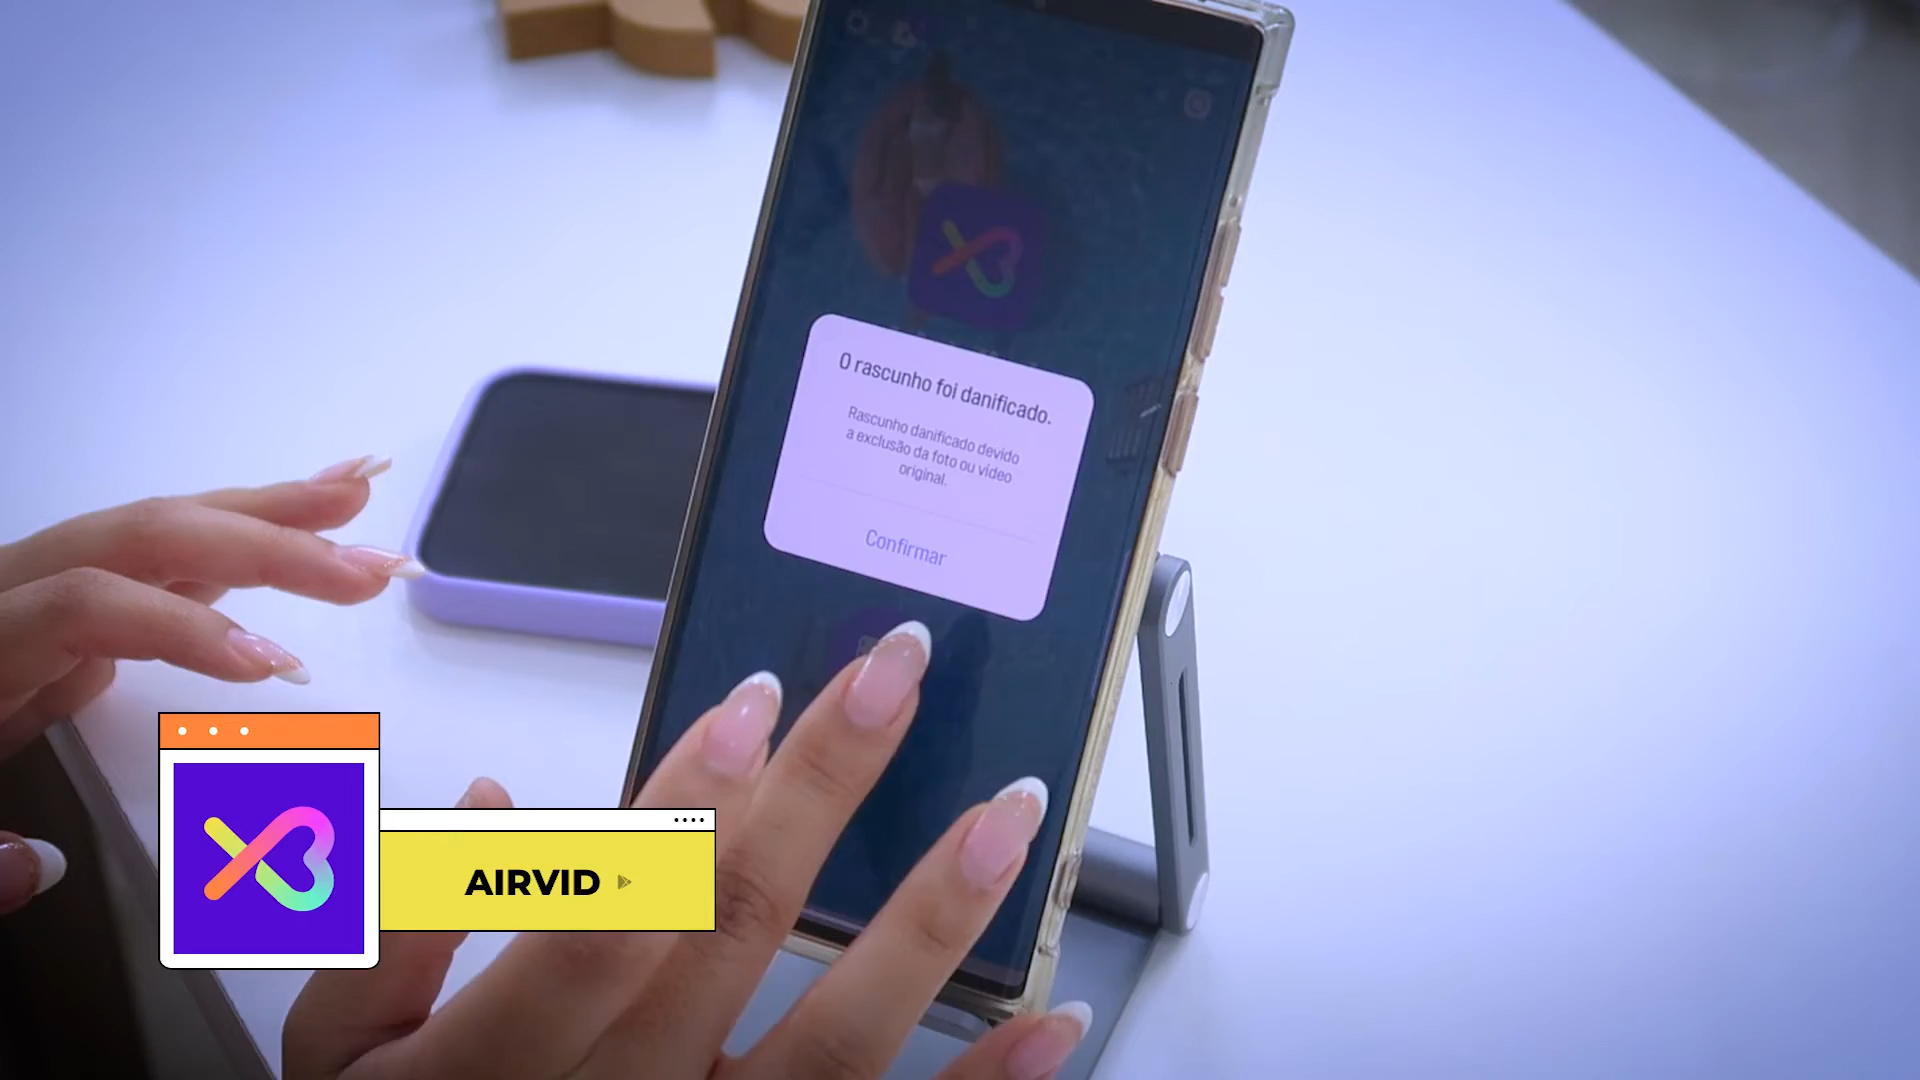 O rascunho foi danificado.
Rascunho danificado devido
a exclusão da foto ou vídeo
original.
Confirmar
AIRVID